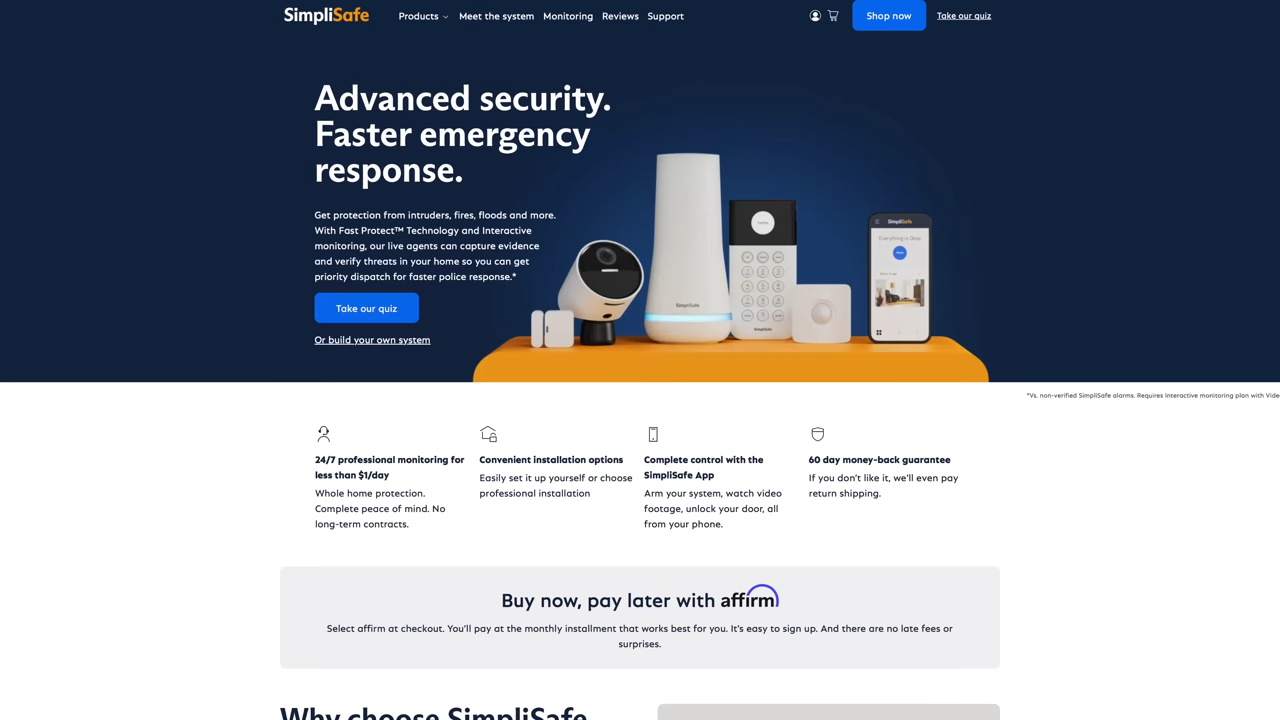 SimpliSafe
Products
Meet the system
Monitoring
Reviews
Support
Shop now
Take our quiz
Advanced security.
Faster emergency
response.
Get protection from intruders, fires, floods and more.
With Fast Protect™ Technology and Interactive
monitoring, our live agents can capture evidence
and verify threats in your home so you can get
priority dispatch for faster police response.*
Take our quiz
Or build your own system
SimpliSafe
SimpliSafe
SimpliSafe
Everything is Okay
*Vs. non-verified SimpliSafe alarms. Requires Interactive monitoring plan with Vide
24/7 professional monitoring for
less than $1/day
Whole home protection.
Complete peace of mind. No
long-term contracts.
Convenient installation options
Easily set it up yourself or choose
professional installation
Complete control with the
SimpliSafe App
Arm your system, watch video
footage, unlock your door, all
from your phone.
60 day money-back guarantee
If you don’t like it, we’ll even pay
return shipping.
Buy now, pay later with affirm
Select affirm at checkout. You’ll pay at the monthly installment that works best for you. It’s easy to sign up. And there are no late fees or
surprises.
Why choose SimpliSafe